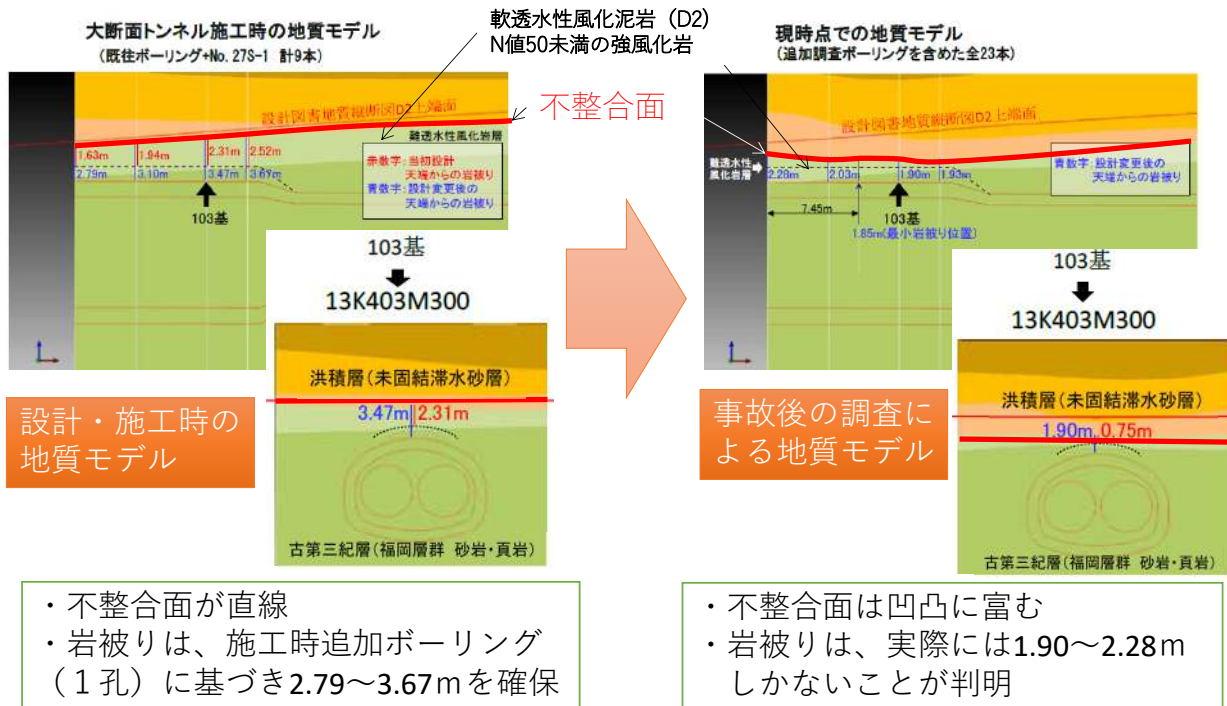 大断面トンネル施工時の地質モデル
(既往ボーリング+No. 27S-1 計9本)
軟透水性風化泥岩（D2）
N値50未満の強風化岩
現時点での地質モデル
(追加調査ボーリングを含めた全23本)
設計図書地質縦断図D2上端面
不整合面
難透水性風化岩層
1.63m 1.94m 2.31m 2.52m
2.79m 3.10m 3.47m 3.67m
赤数字：当初設計
天端からの岩被り
青数字：設計変更後の
天端からの岩被り
103基
103基
13K403M300
洪積層(未固結滞水砂層)
3.47m 2.31m
古第三紀層(福岡層群 砂岩・頁岩)
設計・施工時の
地質モデル
設計図書地質縦断図D2上端面
難透水性
風化岩層
2.28m 2.03m 1.90m 1.93m
青数字：設計変更後の
天端からの岩被り
7.45m
103基
1.85m(最小岩被り位置)
103基
13K403M300
洪積層(未固結滞水砂層)
1.90m 0.75m
古第三紀層(福岡層群 砂岩・頁岩)
事故後の調査に
よる地質モデル
・不整合面が直線
・岩被りは、施工時追加ボーリング
（１孔）に基づき2.79～3.67mを確保
・不整合面は凹凸に富む
・岩被りは、実際には1.90～2.28m
しかないことが判明